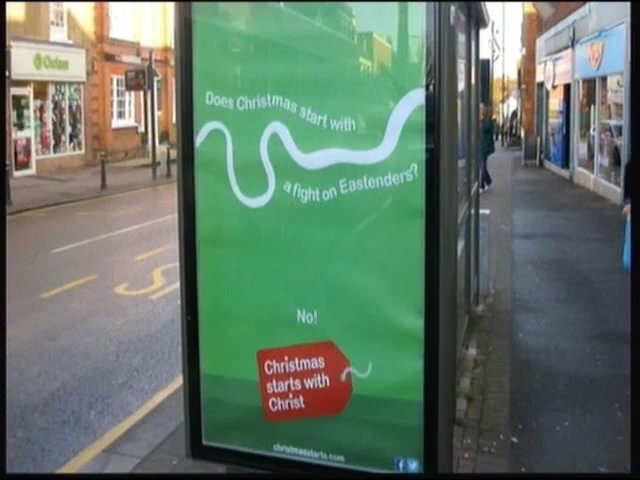 Oxfam
Does Christmas start with
a fight on Eastenders?
No!
Christmas
starts with
Christ
christmasstarts.com